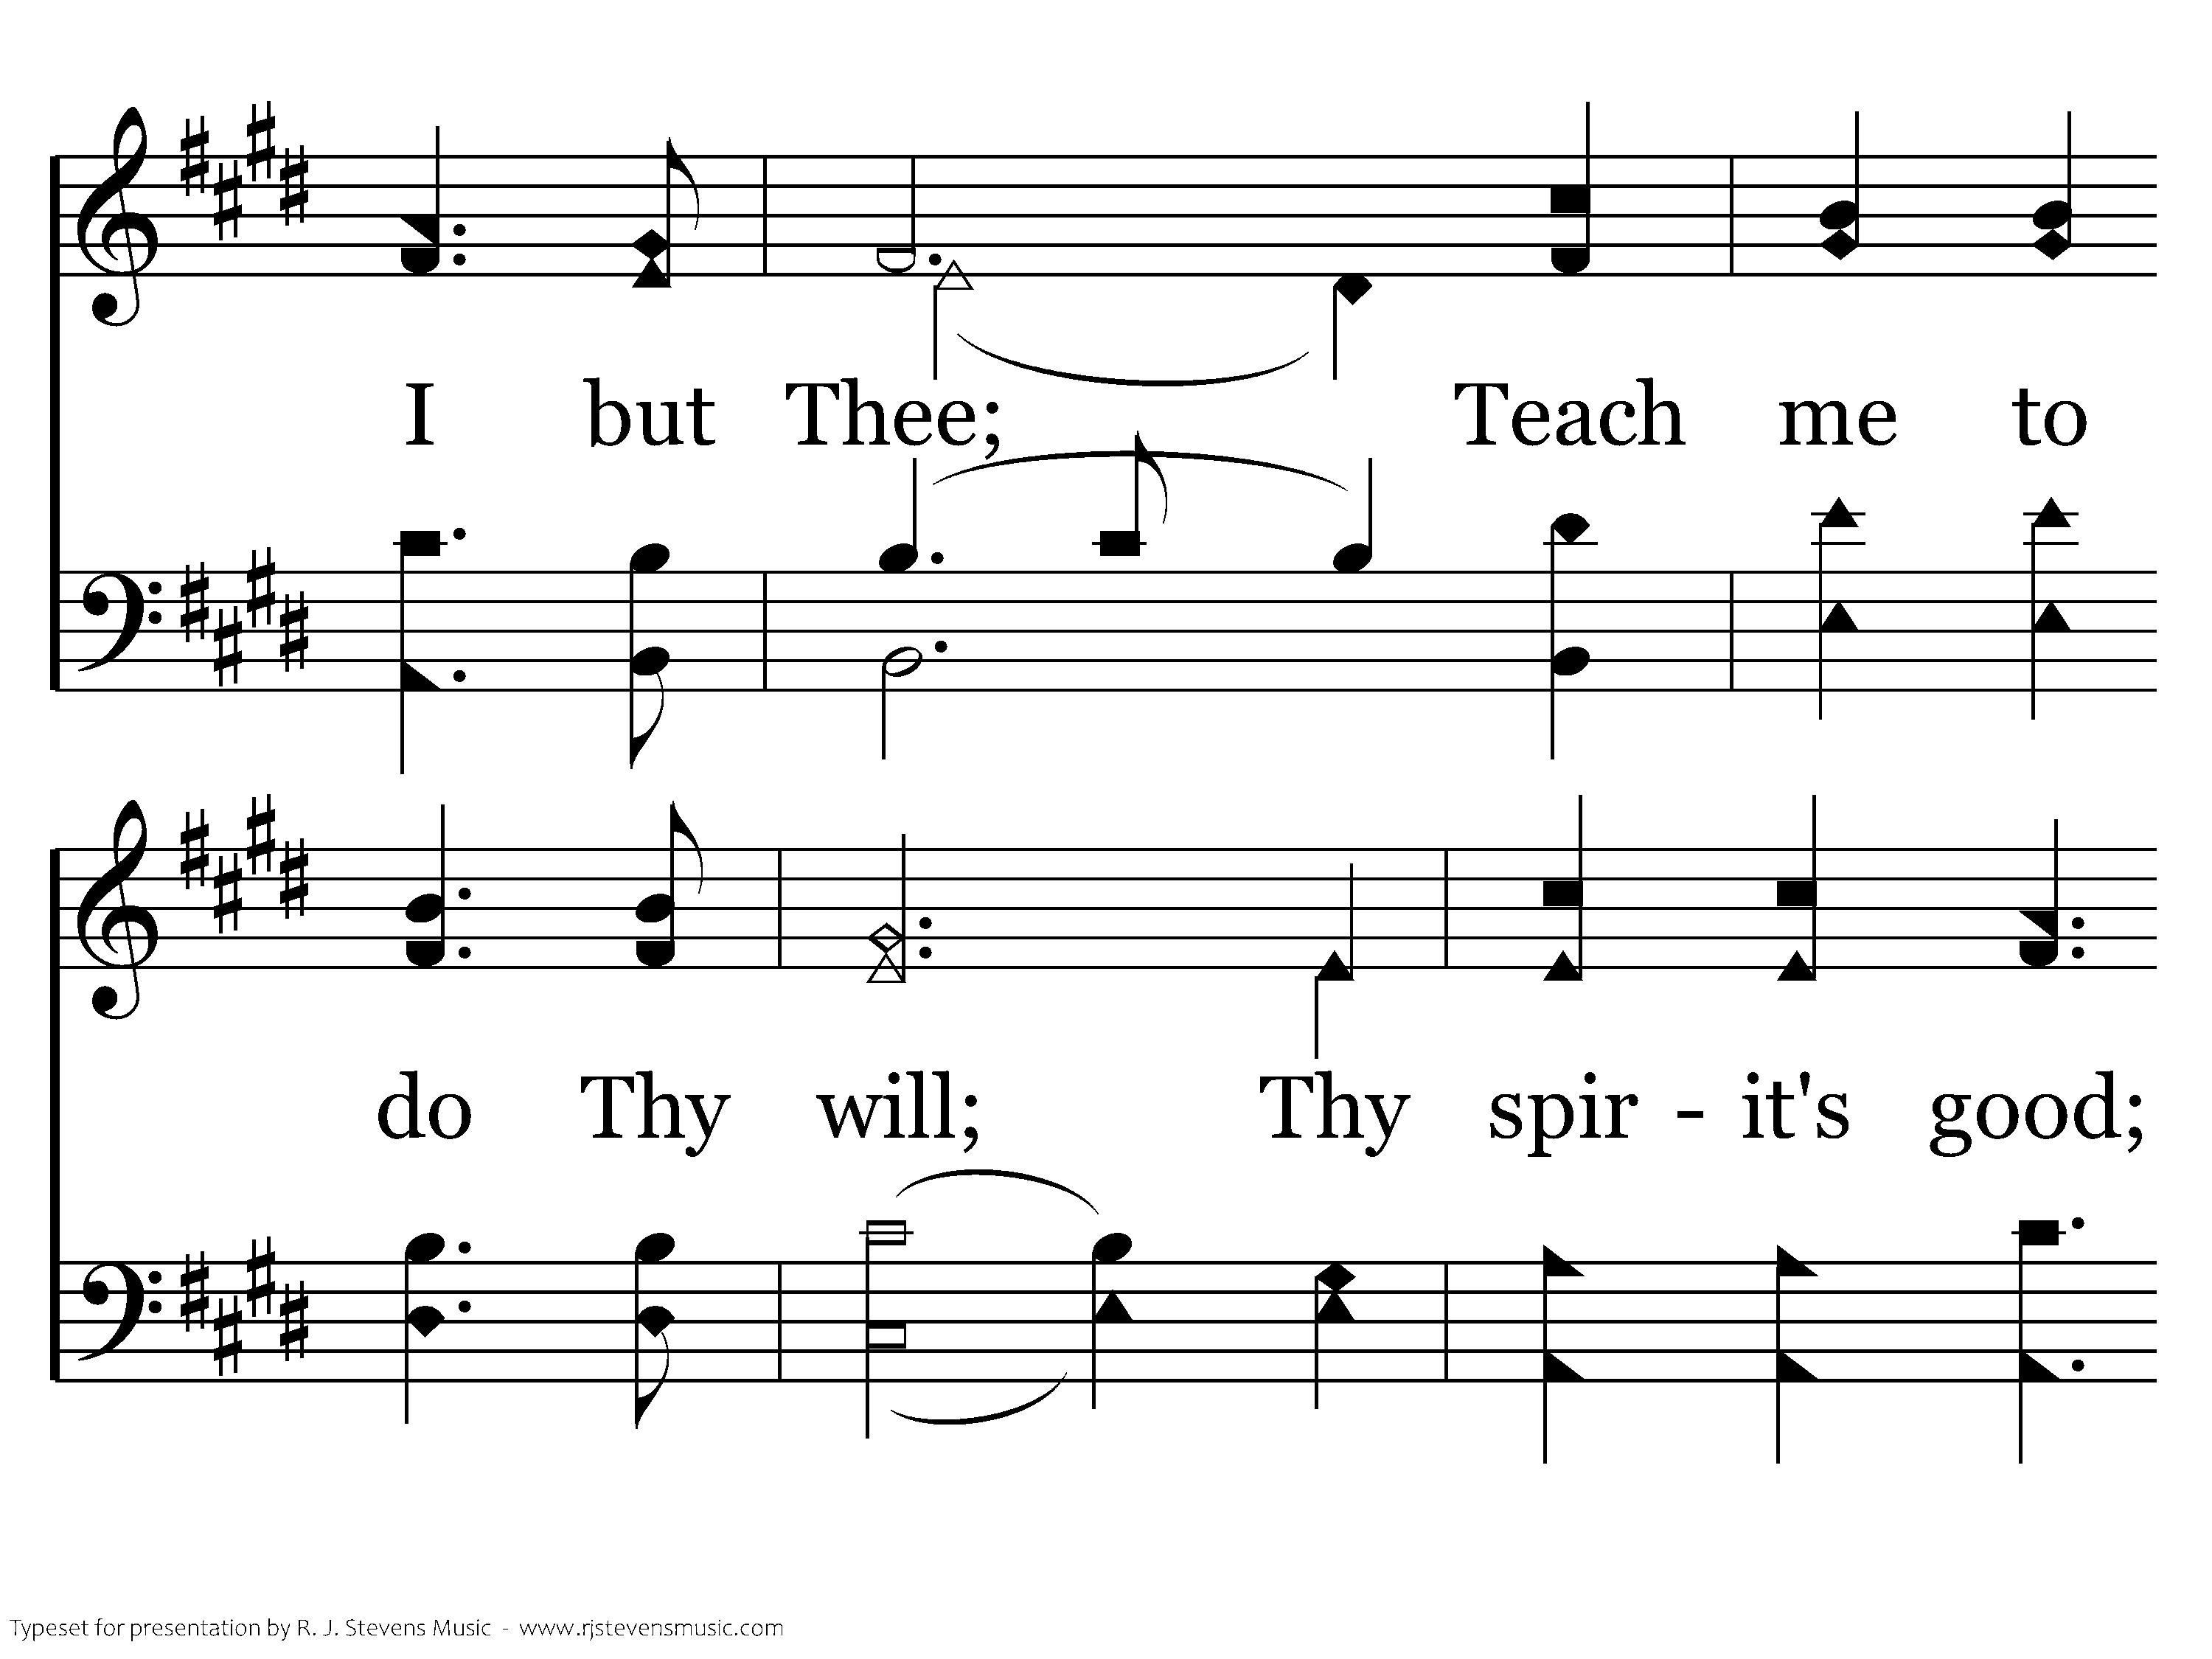 I but Thee; Teach me to
do Thy will; Thy spir - it's good;
Typeset for presentation by R. J. Stevens Music - www.rjstevensmusic.com